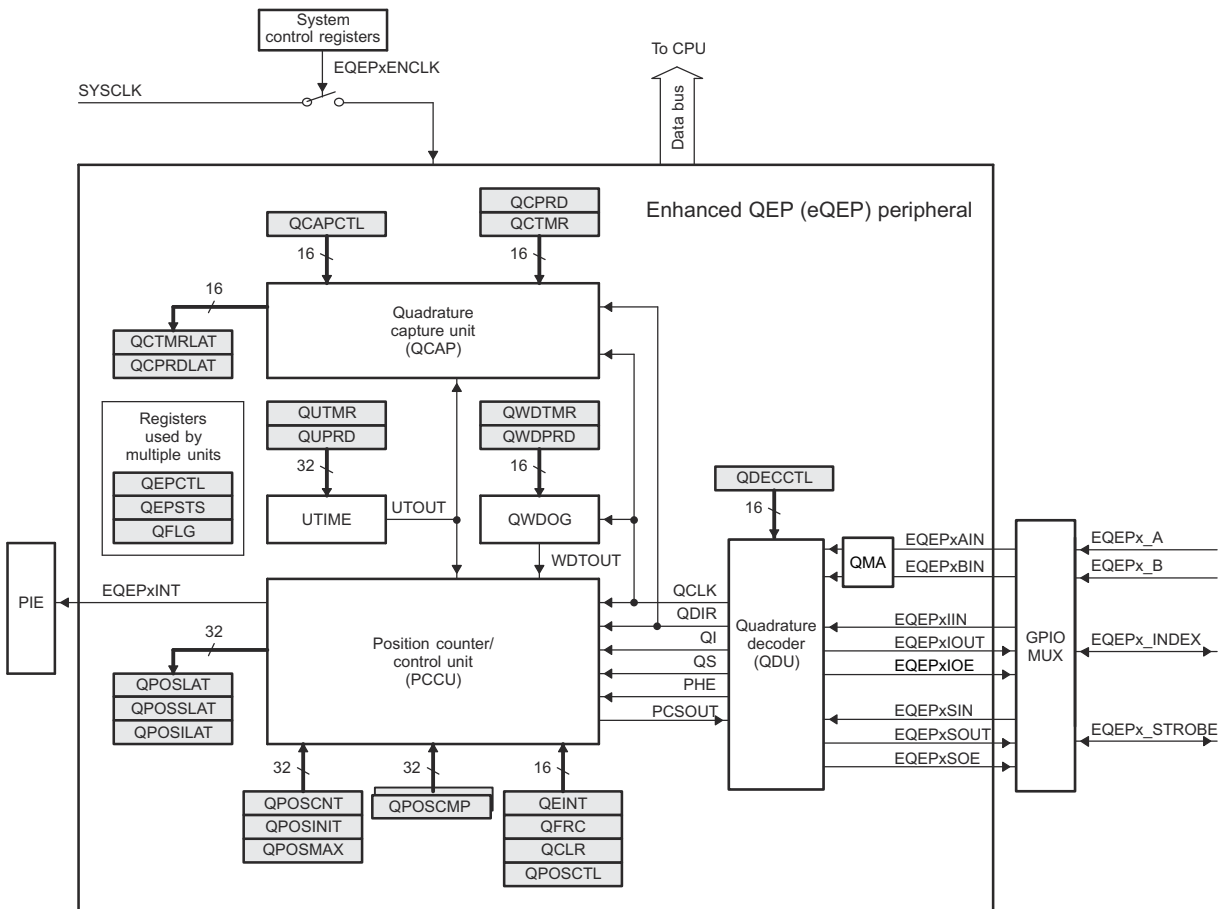 System
control registers
To CPU
EQEPxENCLK
SYSCLK
Data bus
Enhanced QEP (eQEP) peripheral
QCAPCTL
QCPRD
QCTMR
16
16
16
Quadrature
capture unit
(QCAP)
QCTMRLAT
QCPRDLAT
Registers
used by
multiple units
QEPCTL
QEPSTS
QFLG
QUTMR
QUPRD
32
QWDTMR
QWDPRD
16
UTIME
UTOUT
QWDOG
WDTOUT
QDECCTL
16
PIE
EQEPxINT
Position counter/
control unit
(PCCU)
32
QPOSLAT
QPOSSLAT
QPOSILAT
QCLK
QDIR
QI
QS
PHE
PCSOUT
Quadrature
decoder
(QDU)
QMA
EQEPxAIN
EQEPxBIN
EQEPxIIN
EQEPxIOUT
EQEPxIOE
EQEPxSIN
EQEPxSOUT
EQEPxSOE
GPIO
MUX
EQEPx_A
EQEPx_B
EQEPx_INDEX
EQEPx_STROBE
32
32
16
QPOSCNT
QPOSINIT
QPOSMAX
QPOSCMP
QEINT
QFRC
QCLR
QPOSCTL